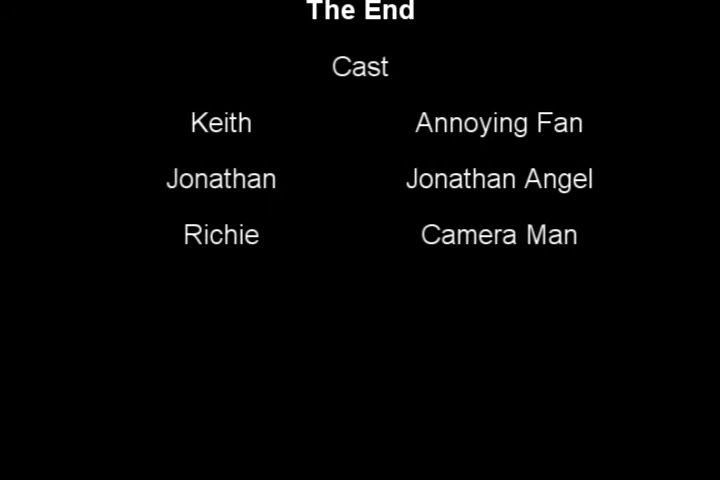 The End
Cast
Keith Annoying Fan
Jonathan Jonathan Angel
Richie Camera Man